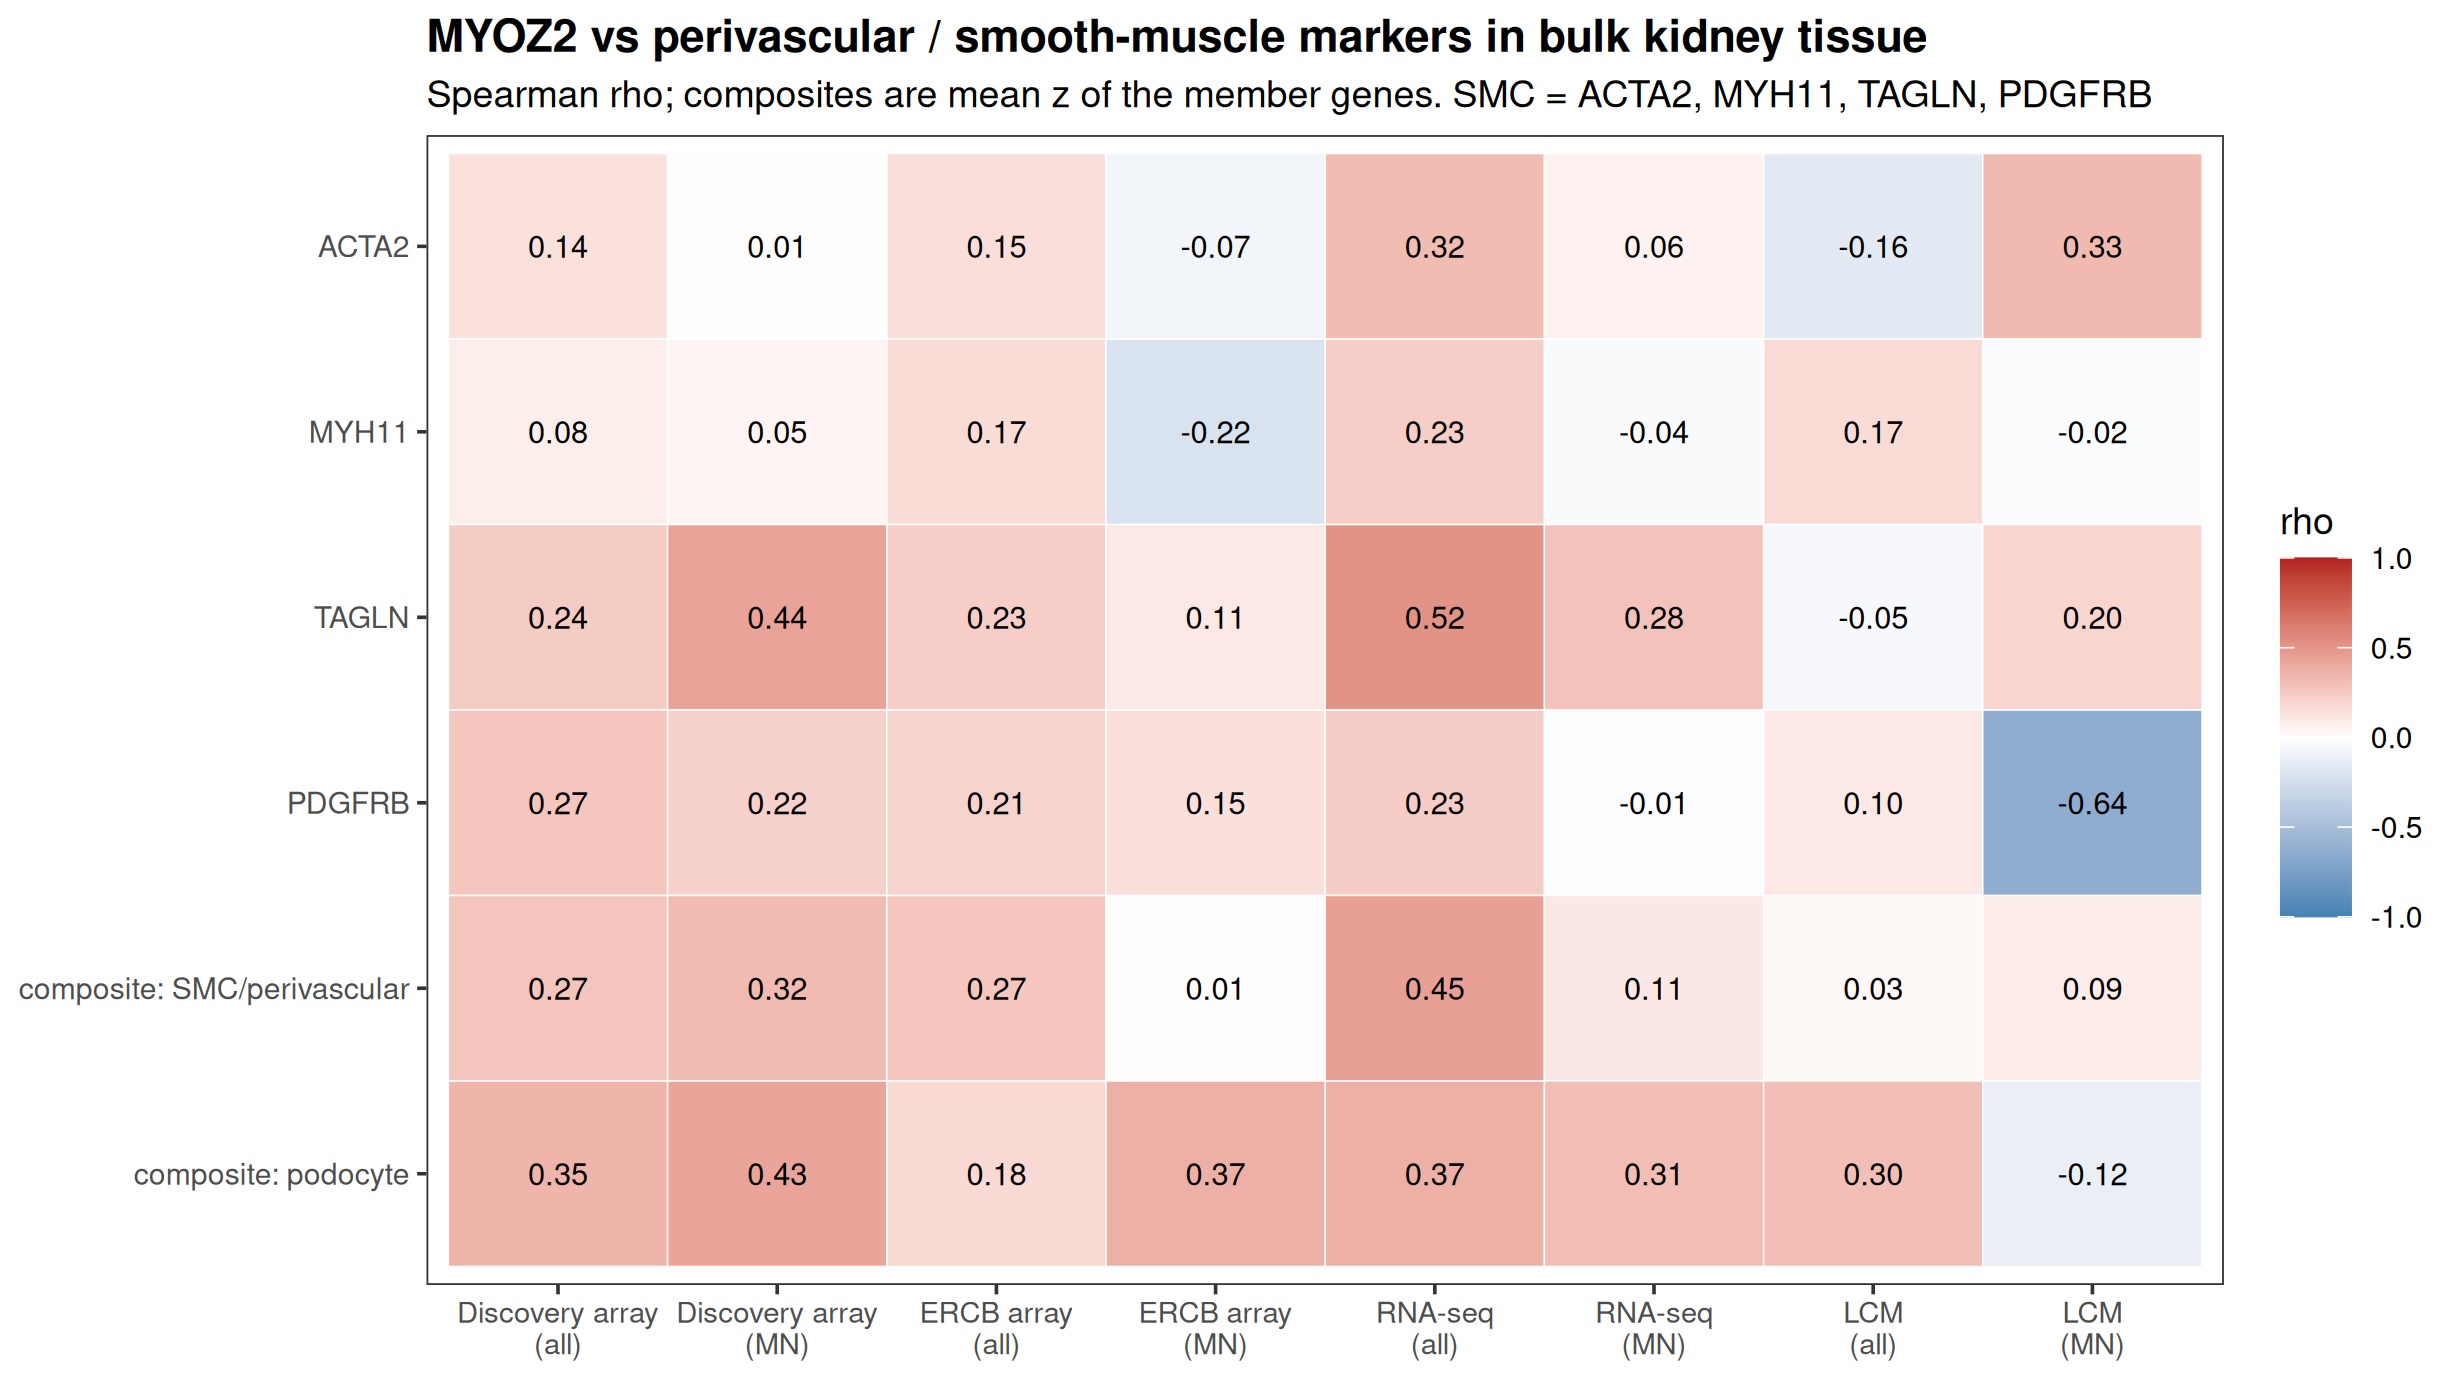 MYOZ2 vs perivascular / smooth-muscle markers in bulk kidney tissue
Spearman rho; composites are mean z of the member genes. SMC = ACTA2, MYH11, TAGLN, PDGFRB
ACTA2 0.14 0.01 0.15 -0.07 0.32 0.06 -0.16 0.33
MYH11 0.08 0.05 0.17 -0.22 0.23 -0.04 0.17 -0.02
TAGLN 0.24 0.44 0.23 0.11 0.52 0.28 -0.05 0.20
PDGFRB 0.27 0.22 0.21 0.15 0.23 -0.01 0.10 -0.64
composite: SMC/perivascular 0.27 0.32 0.27 0.01 0.45 0.11 0.03 0.09
composite: podocyte 0.35 0.43 0.18 0.37 0.37 0.31 0.30 -0.12
Discovery array Discovery array ERCB array ERCB array RNA-seq RNA-seq LCM LCM
(all) (MN) (all) (MN) (all) (MN) (all) (MN)
rho
1.0
0.5
0.0
-0.5
-1.0